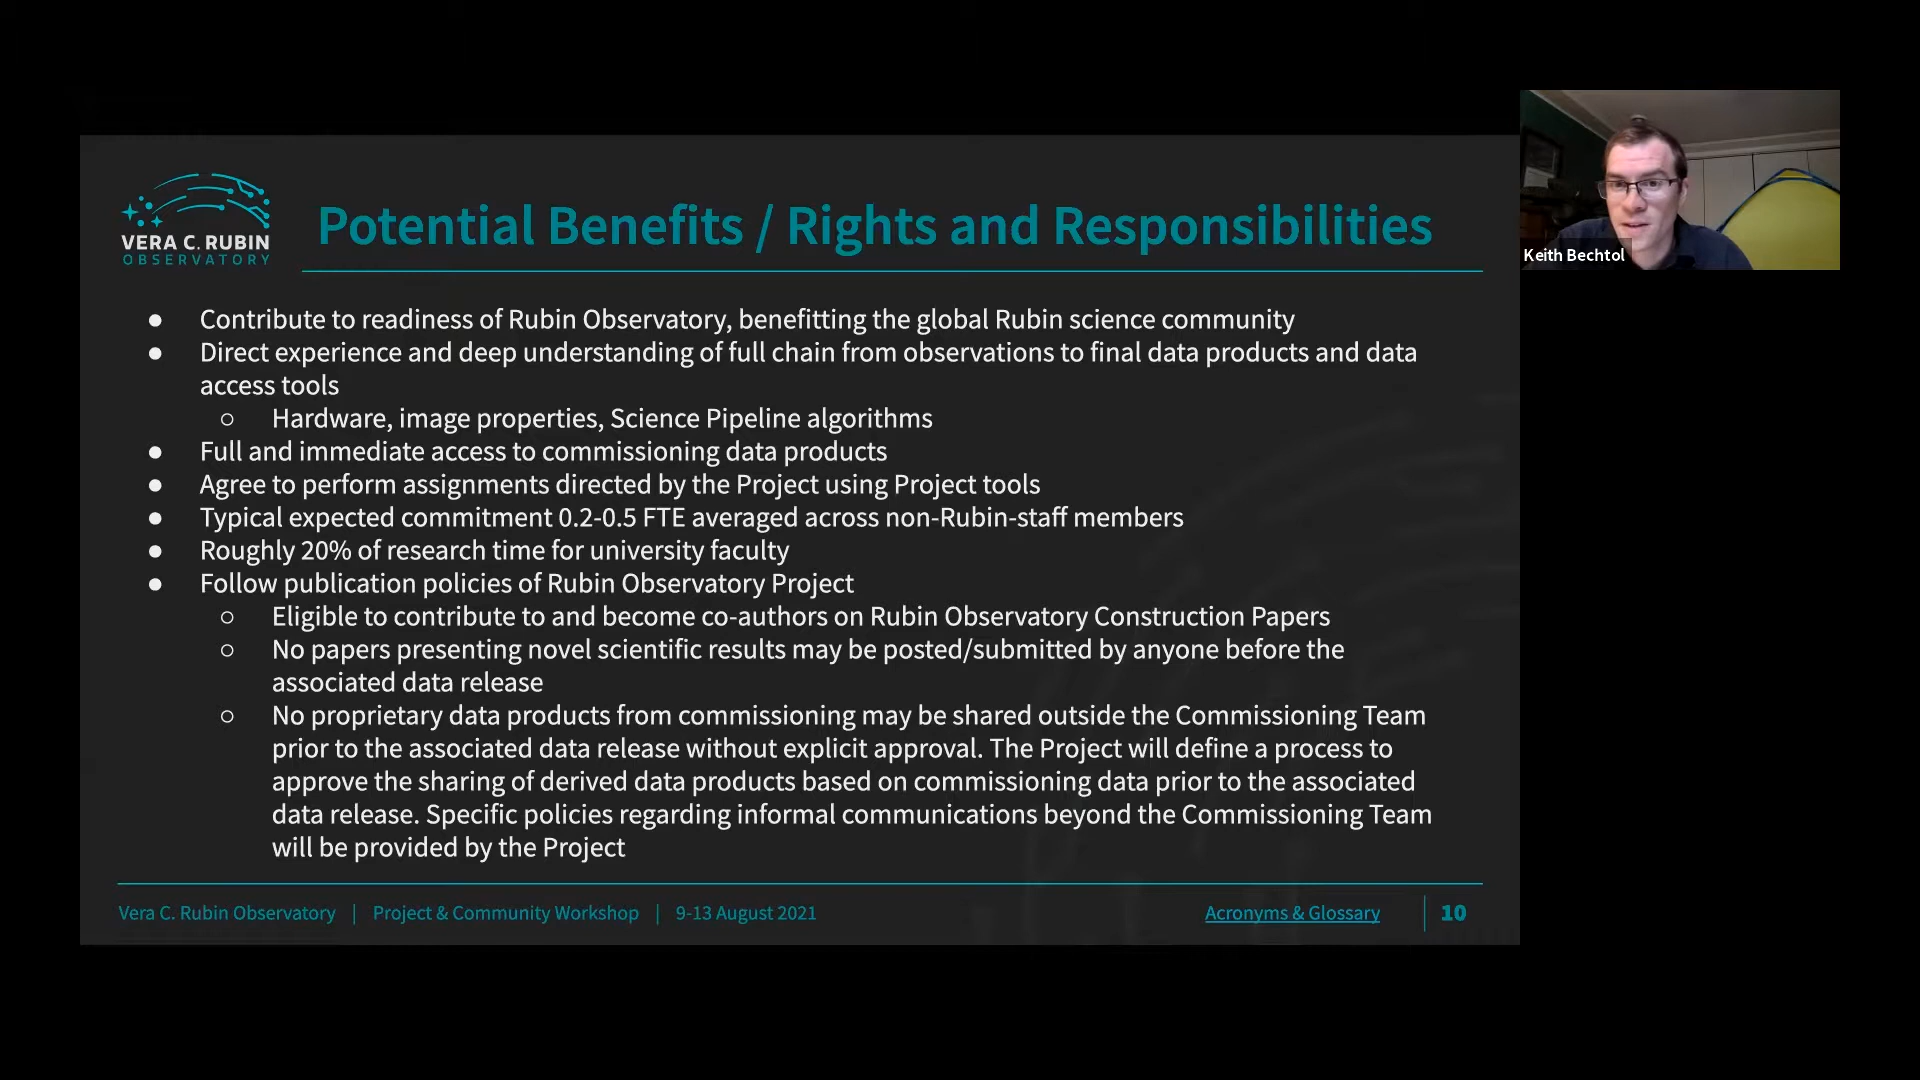 VERA C. RUBIN
OBSERVATORY
Potential Benefits / Rights and Responsibilities
Keith Bechtol
● Contribute to readiness of Rubin Observatory, benefitting the global Rubin science community
● Direct experience and deep understanding of full chain from observations to final data products and data
access tools
○ Hardware, image properties, Science Pipeline algorithms
● Full and immediate access to commissioning data products
● Agree to perform assignments directed by the Project using Project tools
● Typical expected commitment 0.2-0.5 FTE averaged across non-Rubin-staff members
● Roughly 20% of research time for university faculty
● Follow publication policies of Rubin Observatory Project
○ Eligible to contribute to and become co-authors on Rubin Observatory Construction Papers
○ No papers presenting novel scientific results may be posted/submitted by anyone before the
associated data release
○ No proprietary data products from commissioning may be shared outside the Commissioning Team
prior to the associated data release without explicit approval. The Project will define a process to
approve the sharing of derived data products based on commissioning data prior to the associated
data release. Specific policies regarding informal communications beyond the Commissioning Team
will be provided by the Project
Vera C. Rubin Observatory | Project & Community Workshop | 9-13 August 2021
Acronyms & Glossary | 10